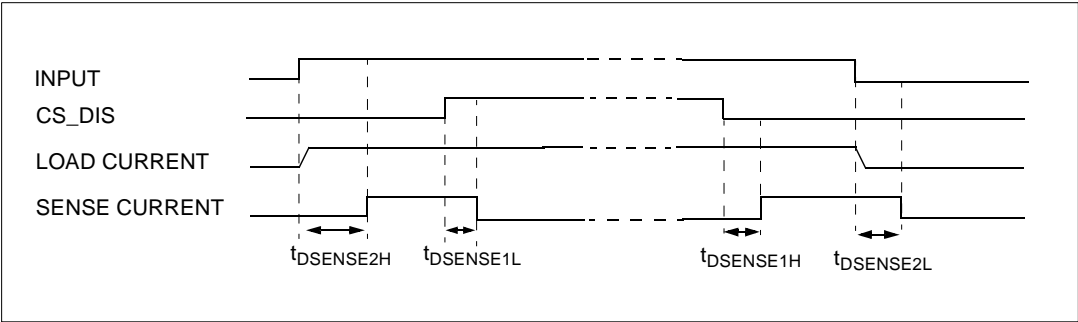 INPUT
CS_DIS
LOAD CURRENT
SENSE CURRENT
tDSENSE2H
tDSENSE1L
tDSENSE1H
tDSENSE2L